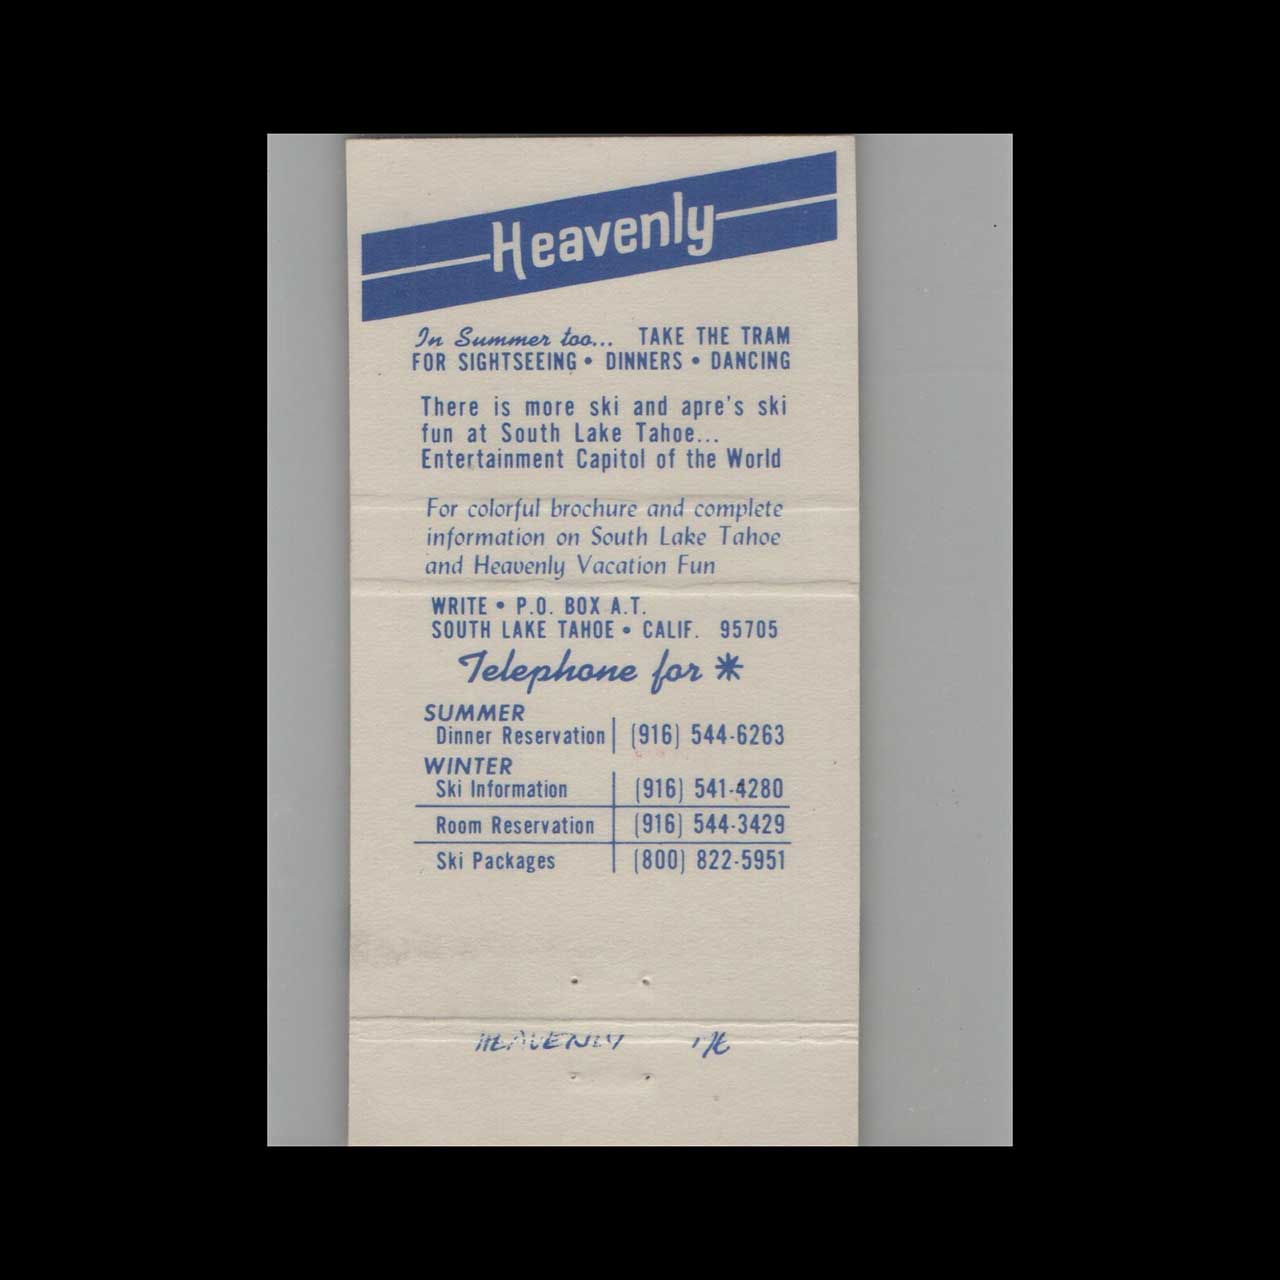 Heavenly
In Summer too... TAKE THE TRAM
FOR SIGHTSEEING • DINNERS • DANCING
There is more ski and apre's ski
fun at South Lake Tahoe...
Entertainment Capitol of the World
For colorful brochure and complete
information on South Lake Tahoe
and Heavenly Vacation Fun
WRITE • P.O. BOX A.T.
SOUTH LAKE TAHOE • CALIF. 95705
Telephone for *
SUMMER
Dinner Reservation (916) 544-6263
WINTER
Ski Information (916) 541-4280
Room Reservation (916) 544-3429
Ski Packages (800) 822-5951
HEAVENLY